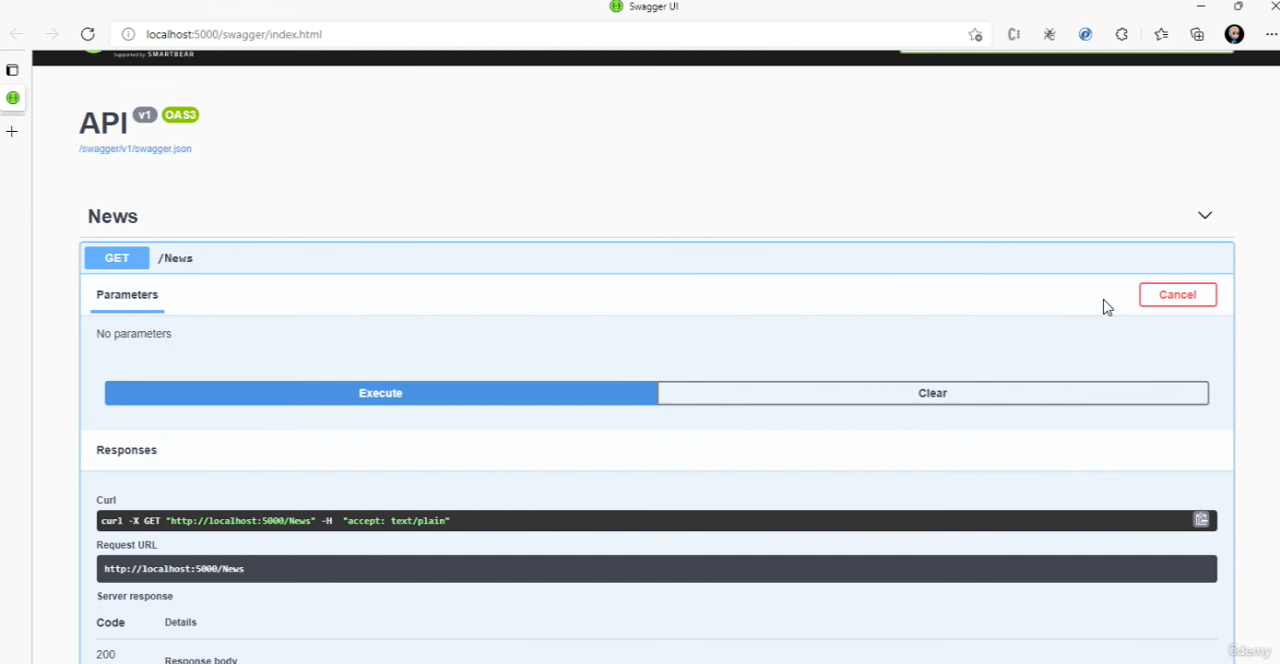 Swagger UI
localhost:5000/swagger/index.html
Supported by SMARTBEAR
API v1 OAS3
/swagger/v1/swagger.json
News
GET /News
Parameters
Cancel
No parameters
Execute
Clear
Responses
Curl
curl -X GET "http://localhost:5000/News" -H  "accept: text/plain"
Request URL
http://localhost:5000/News
Server response
Code Details
200
Response body
ûdemy